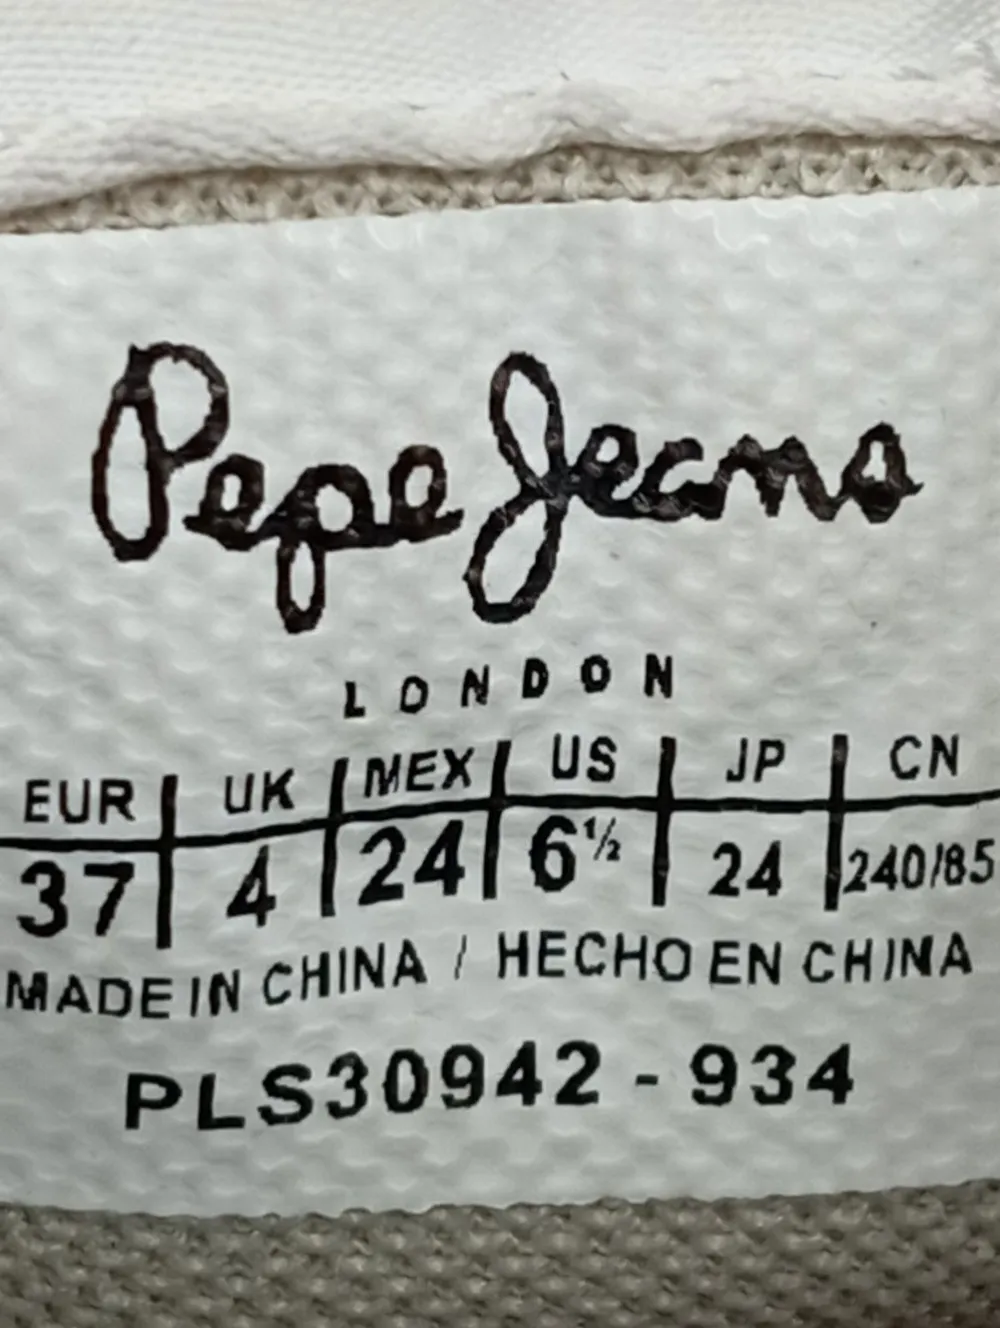 Pepe Jeans
LONDON
EUR | UK | MEX | US | JP | CN
37 | 4 | 24 | 6½ | 24 | 240/85
MADE IN CHINA / HECHO EN CHINA
PLS30942 - 934